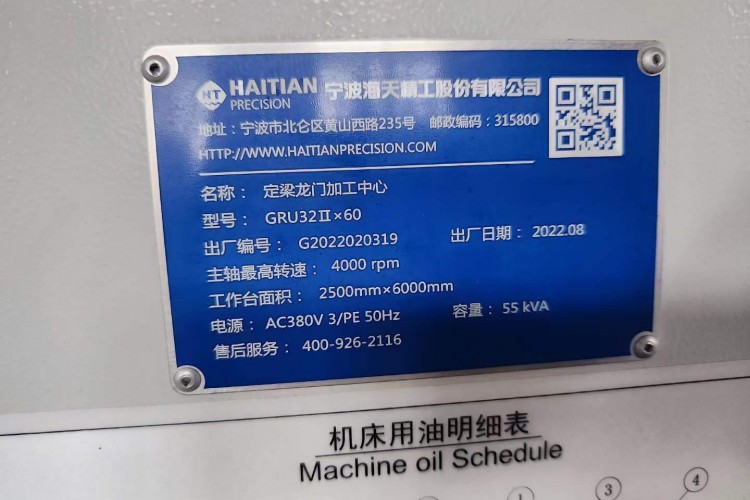 HT HAITIAN PRECISION 宁波海天精工股份有限公司
地址：宁波市北仑区黄山西路235号 邮政编码：315800
HTTP://WWW.HAITIANPRECISION.COM
名称： 定梁龙门加工中心
型号： GRU32Ⅱ×60
出厂编号： G2022020319 出厂日期： 2022.08
主轴最高转速： 4000 rpm
工作台面积： 2500mm×6000mm
电源： AC380V 3/PE 50Hz 容量： 55 kVA
售后服务： 400-926-2116
机床用油明细表
Machine oil Schedule
1 3 4